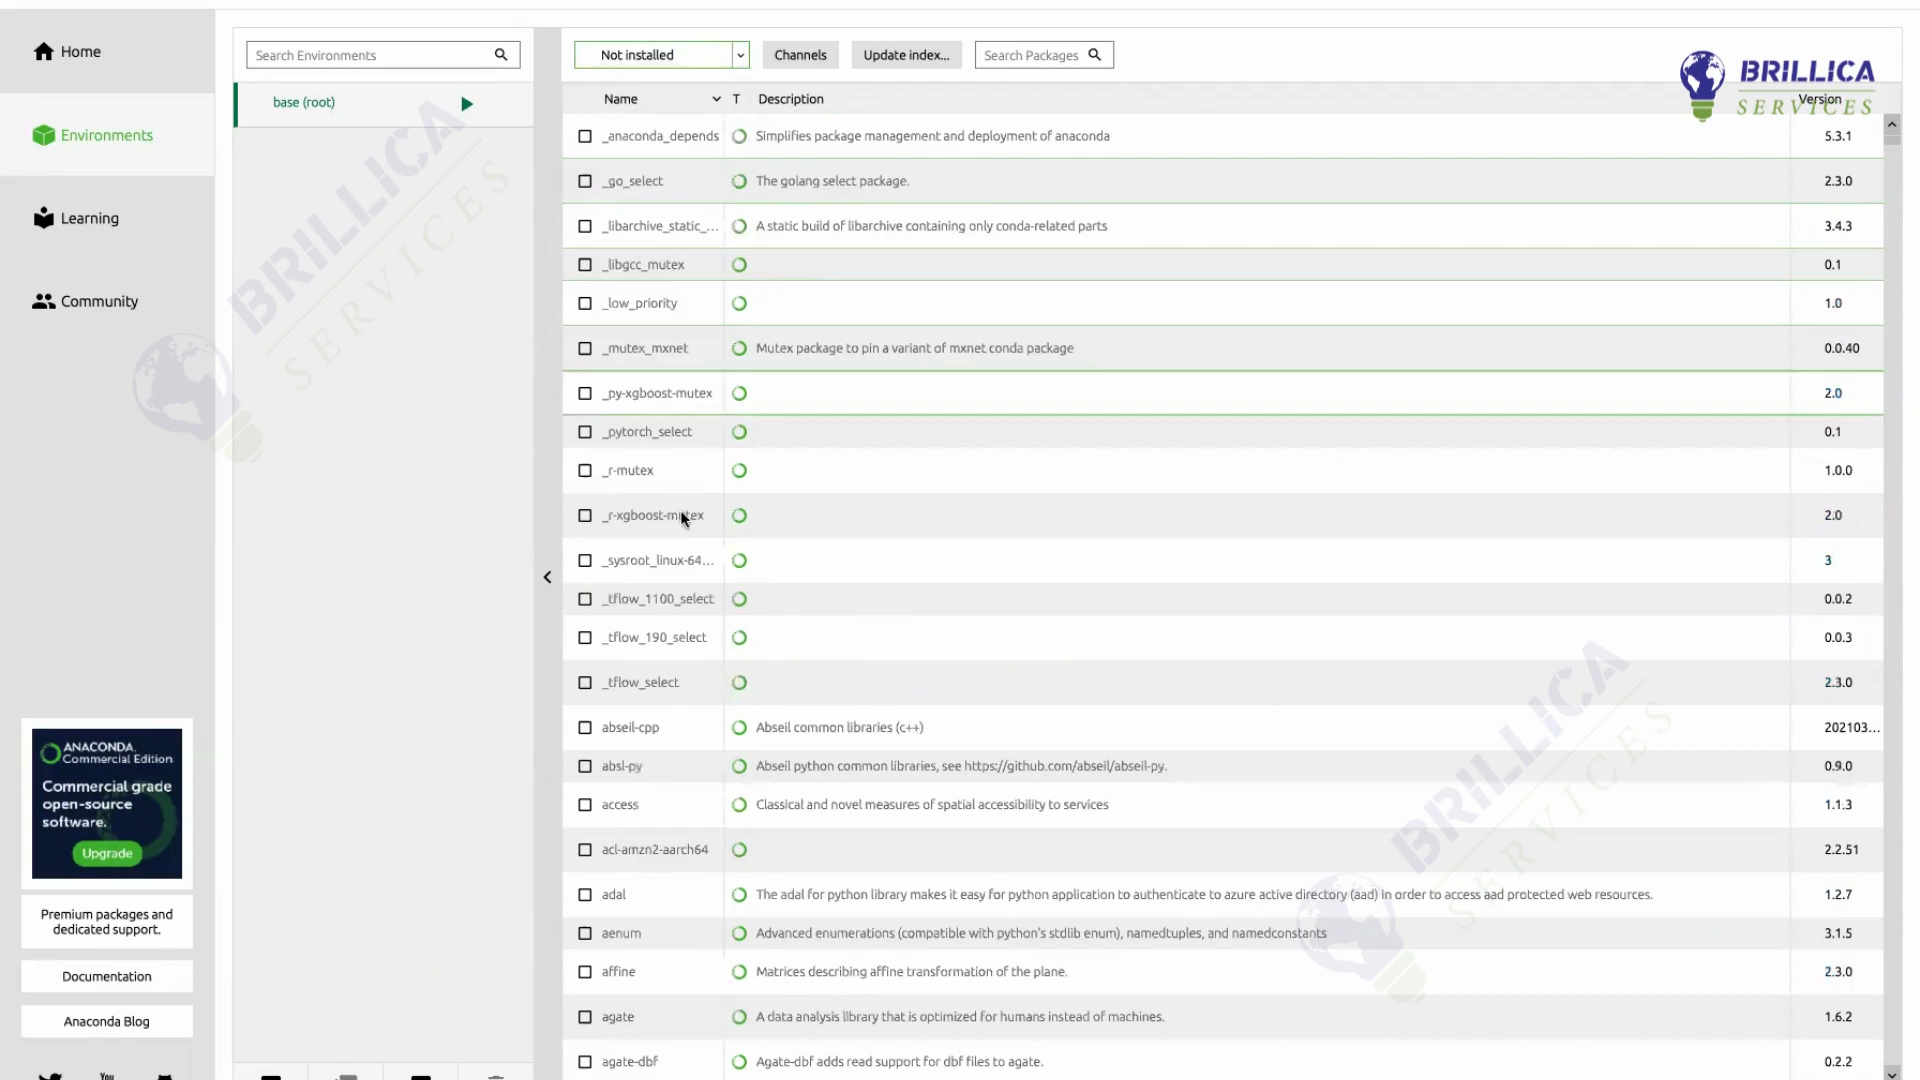 Home
Environments
Learning
Community
ANACONDA.
Commercial Edition
Commercial grade
open-source
software.
Upgrade
Premium packages and
dedicated support.
Documentation
Anaconda Blog
You
Search Environments
base (root)
Not installed
Channels
Update index...
Search Packages
BRILLICA
SERVICES
Name T Description Version
_anaconda_depends Simplifies package management and deployment of anaconda 5.3.1
_go_select The golang select package. 2.3.0
_libarchive_static_... A static build of libarchive containing only conda-related parts 3.4.3
_libgcc_mutex 0.1
_low_priority 1.0
_mutex_mxnet Mutex package to pin a variant of mxnet conda package 0.0.40
_py-xgboost-mutex 2.0
_pytorch_select 0.1
_r-mutex 1.0.0
_r-xgboost-mutex 2.0
_sysroot_linux-64... 3
_tflow_1100_select 0.0.2
_tflow_190_select 0.0.3
_tflow_select 2.3.0
abseil-cpp Abseil common libraries (c++) 202103...
absl-py Abseil python common libraries, see https://github.com/abseil/abseil-py. 0.9.0
access Classical and novel measures of spatial accessibility to services 1.1.3
acl-amzn2-aarch64 2.2.51
adal The adal for python library makes it easy for python application to authenticate to azure active directory (aad) in order to access aad protected web resources. 1.2.7
aenum Advanced enumerations (compatible with python's stdlib enum), namedtuples, and namedconstants 3.1.5
affine Matrices describing affine transformation of the plane. 2.3.0
agate A data analysis library that is optimized for humans instead of machines. 1.6.2
agate-dbf Agate-dbf adds read support for dbf files to agate. 0.2.2
BRILLICA
SERVICES
BRILLICA
SERVICES